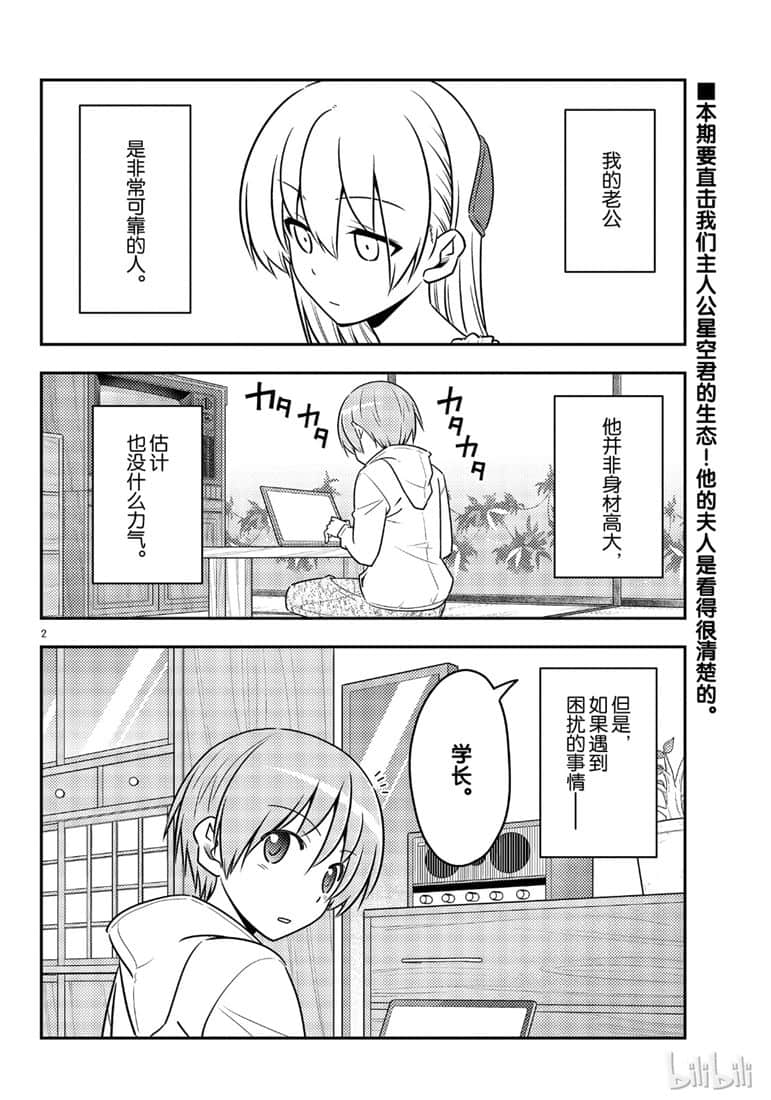 ■本期要直击我们主人公星空君的生态！他的夫人是看得很清楚的。
我的老公
是非常可靠的人。
他并非身材高大，
カタ
カタ
カタ
カタ
估计
也没什么力气。
2
但是，
如果遇到
困扰的事情——
学长。
bilibili